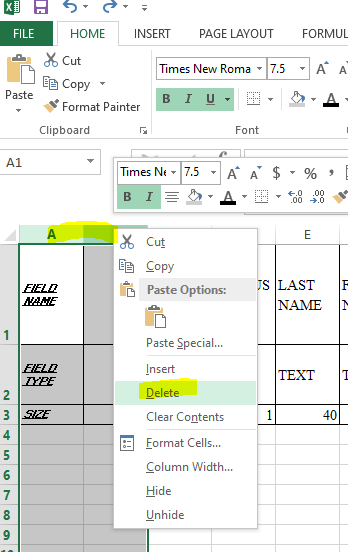 FILE HOME INSERT PAGE LAYOUT FORMUL
Cut
Copy
Paste
Format Painter
Clipboard
Times New Roma 7.5 A A
B I U A
Font
A1
Times Ne 7.5 A A $ % ,
B I A .00 .0
A E
Cut
Copy
Paste Options:
Paste Special...
Insert
Delete
Clear Contents
Format Cells...
Column Width...
Hide
Unhide
1 FIELD NAME US LAST NAME
2 FIELD TYPE TEXT T
3 SIZE 1 40
4
5
6
7
8
9